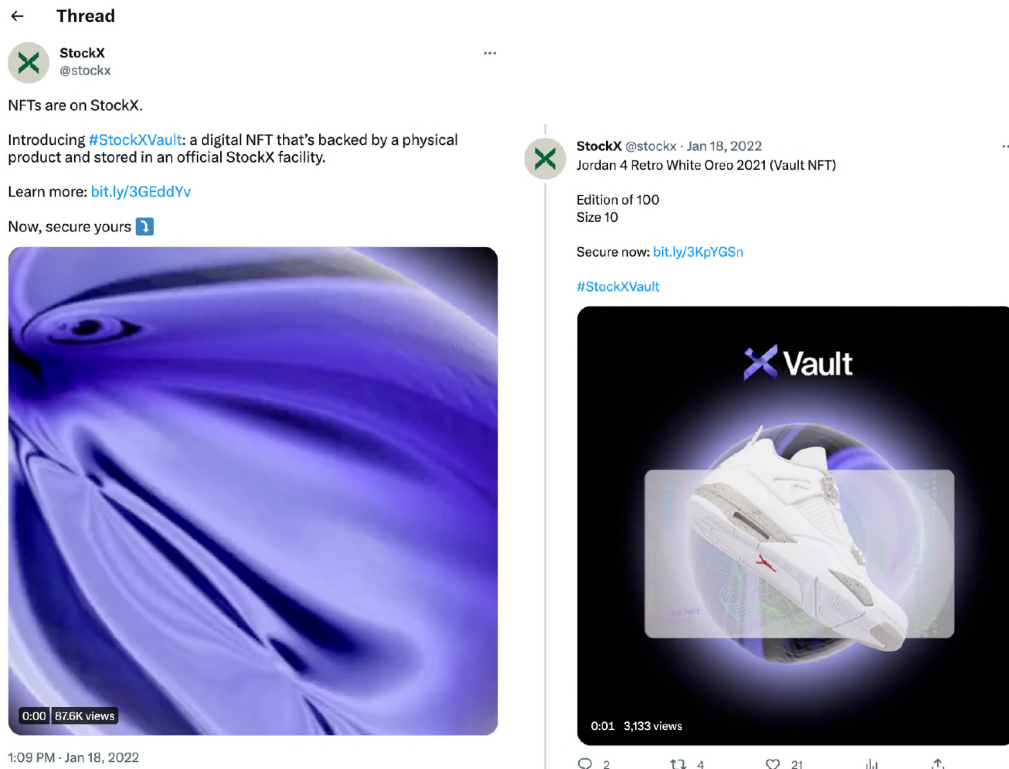 Thread
StockX
@stockx
NFTs are on StockX.
Introducing #StockXVault: a digital NFT that's backed by a physical
product and stored in an official StockX facility.
Learn more: bit.ly/3GEddYv
Now, secure yours ⤵️
0:00 87.6K views
1:09 PM · Jan 18, 2022
StockX @stockx · Jan 18, 2022
Jordan 4 Retro White Oreo 2021 (Vault NFT)
Edition of 100
Size 10
Secure now: bit.ly/3KpYGSn
#StockXVault
Vault
0:01 3,133 views
2 4 21